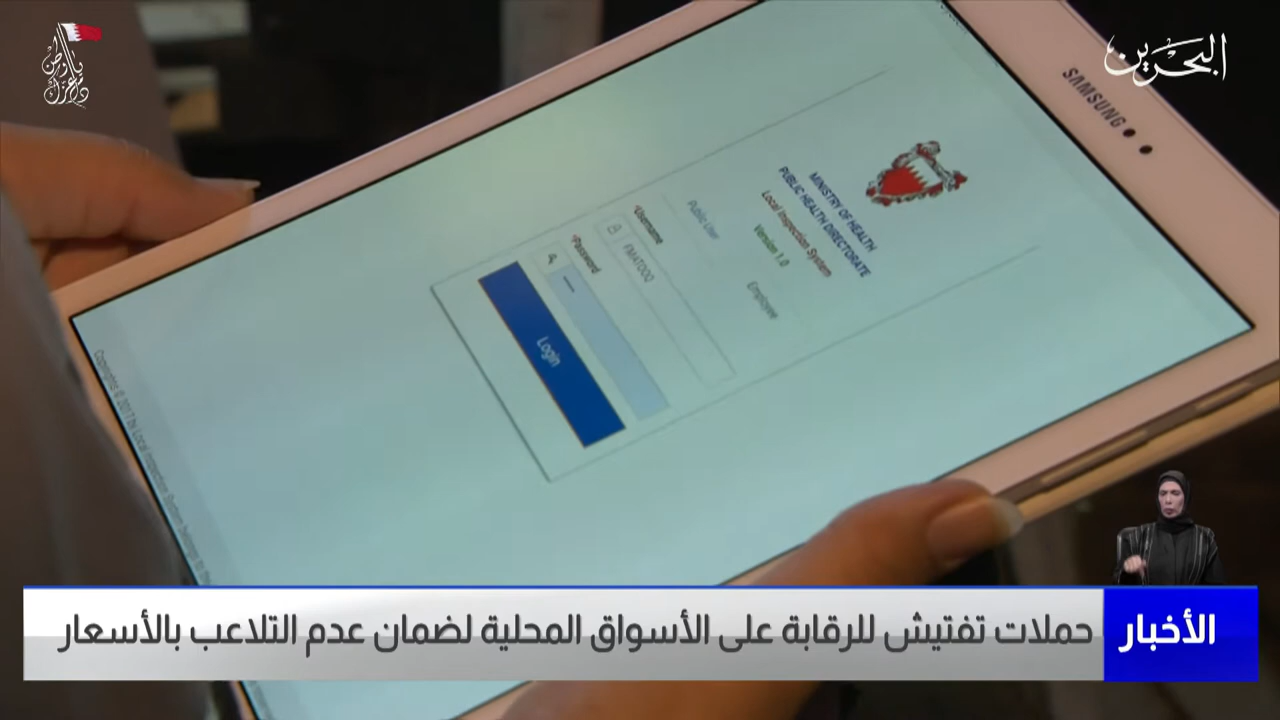 البحرين
SAMSUNG
MINISTRY OF HEALTH
PUBLIC HEALTH DIRECTORATE
Local Inspection System
Version 1.0
Public User
Employee
*Username
FMAT000
*Password
Login
الأخبار
حملات تفتيش للرقابة على الأسواق المحلية لضمان عدم التلاعب بالأسعار